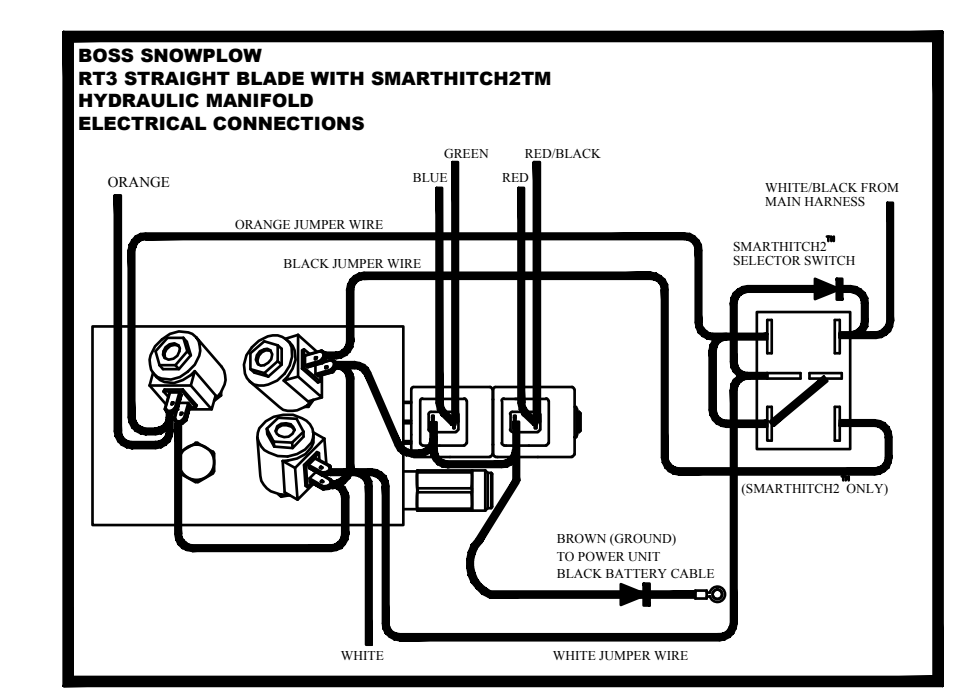 BOSS SNOWPLOW
RT3 STRAIGHT BLADE WITH SMARTHITCH2TM
HYDRAULIC MANIFOLD
ELECTRICAL CONNECTIONS
GREEN
RED/BLACK
BLUE
RED
ORANGE
WHITE/BLACK FROM
MAIN HARNESS
ORANGE JUMPER WIRE
SMARTHITCH2™
SELECTOR SWITCH
BLACK JUMPER WIRE
(SMARTHITCH2™ ONLY)
BROWN (GROUND)
TO POWER UNIT
BLACK BATTERY CABLE
WHITE
WHITE JUMPER WIRE